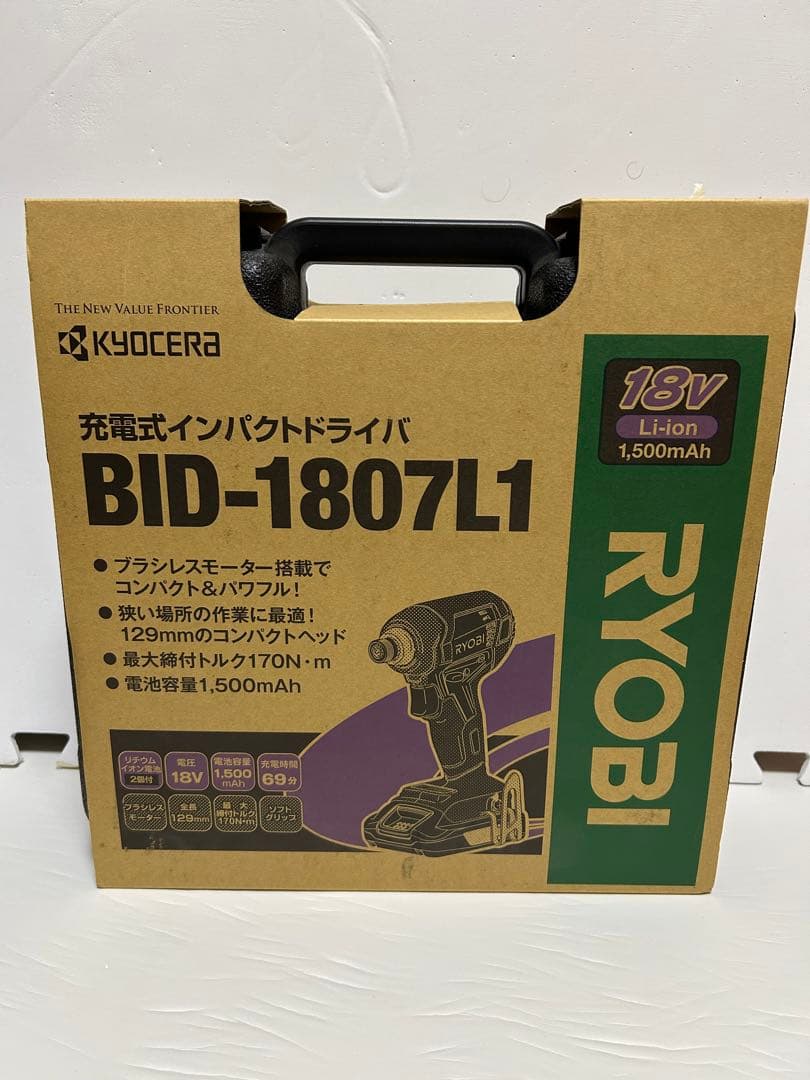 THE NEW VALUE FRONTIER
KYOCERA
18V
Li-ion
1,500mAh
充電式インパクトドライバ
BID-1807L1
RYOBI
● ブラシレスモーター搭載で
コンパクト&パワフル!
● 狭い場所の作業に最適!
129mmのコンパクトヘッド
● 最大締付トルク170N・m
● 電池容量1,500mAh
RYOBI
リチウム
イオン電池
2個付
電圧
18V
電池容量
1,500
mAh
充電時間
69分
ブラシレス
モーター
全長
129mm
最大
締付トルク
170N・m
ソフト
グリップ